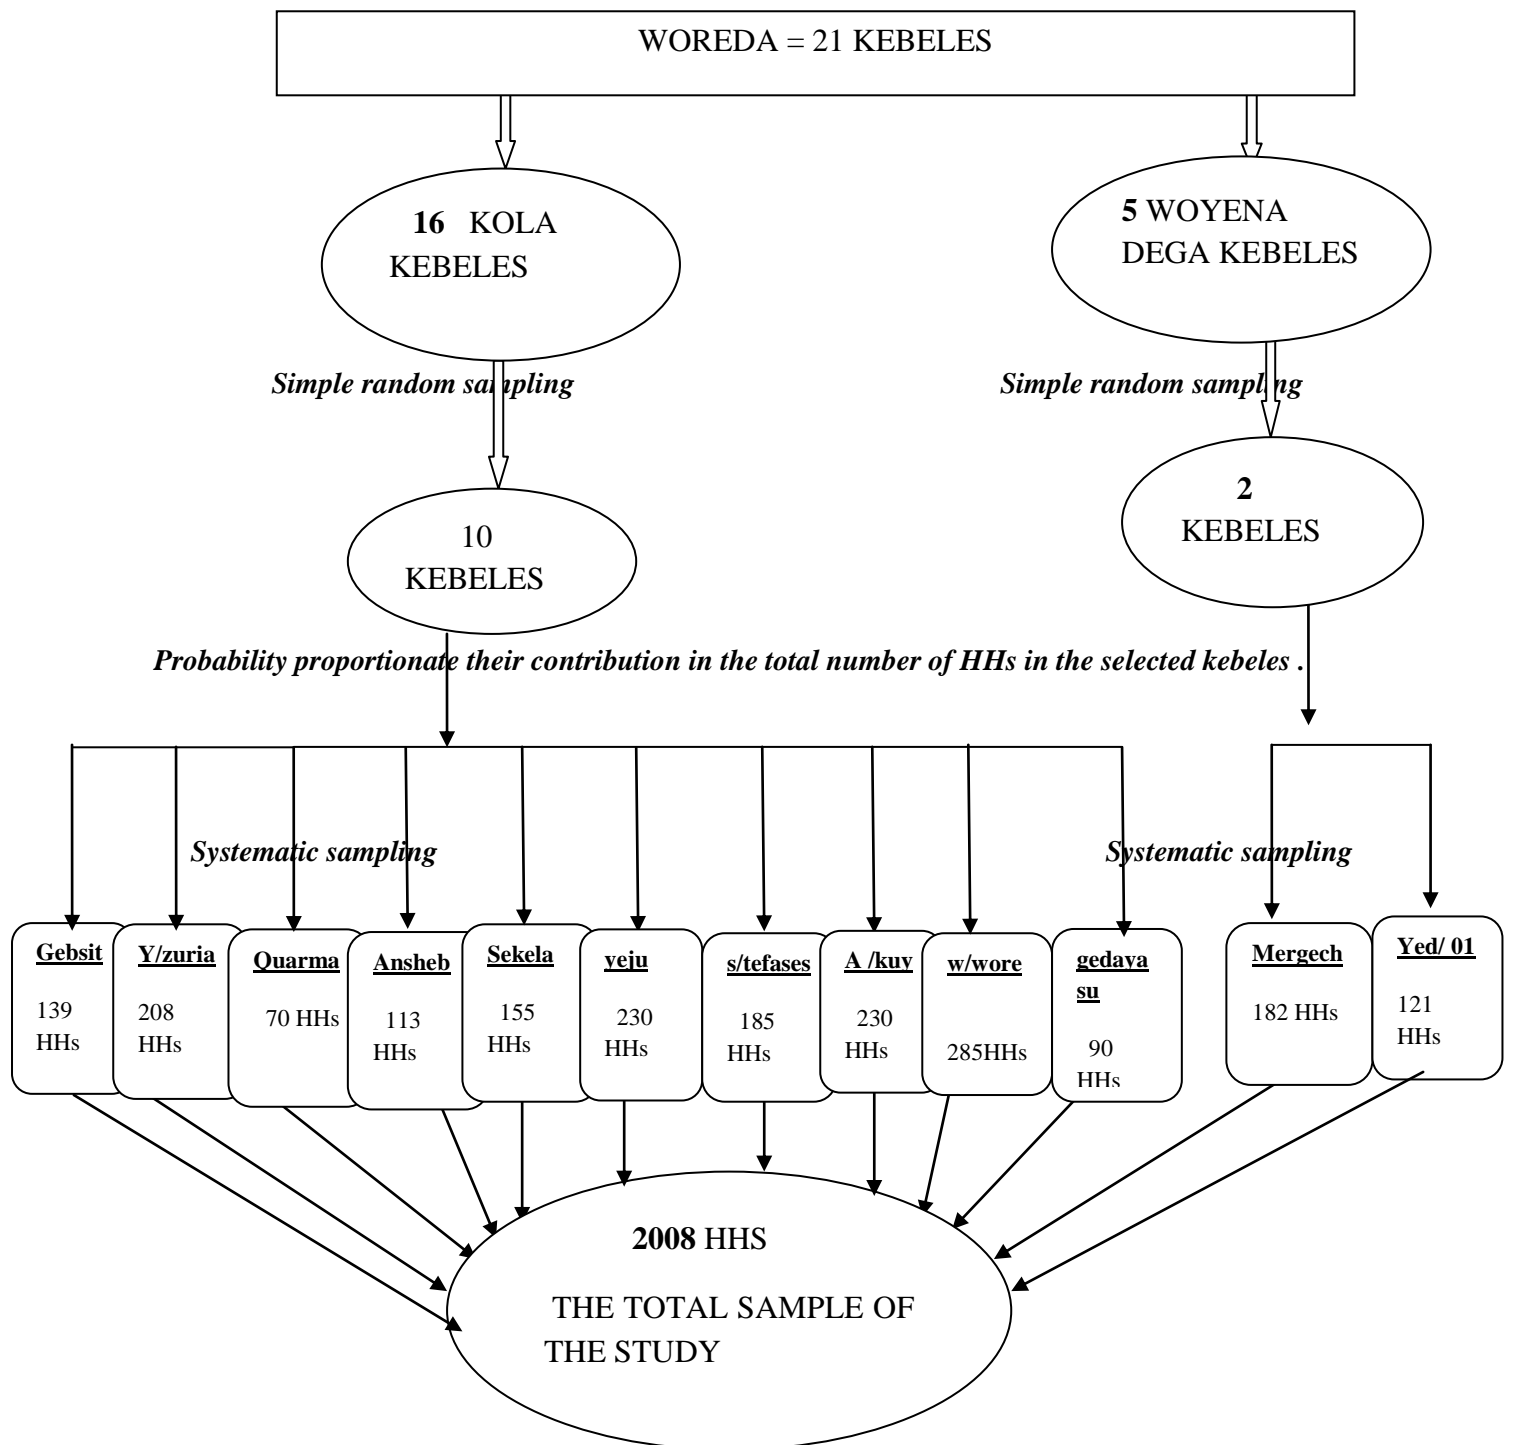 WOREDA = 21 KEBELES
16 KOLA
KEBELES
5 WOYENA
DEGA KEBELES
Simple random sampling
Simple random sampling
10
KEBELES
2
KEBELES
Probability proportionate their contribution in the total number of HHs in the selected kebeles .
Systematic sampling
Systematic sampling
Gebsit
139
HHs
Y/zuria
208
HHs
Quarma
70 HHs
Ansheb
113
HHs
Sekela
155
HHs
yeju
230
HHs
s/tefases
185
HHs
A /kuy
230
HHs
w/wore
285HHs
gedaya
su
90
HHs
Mergech
182 HHs
Yed/ 01
121
HHs
2008 HHS
THE TOTAL SAMPLE OF
THE STUDY